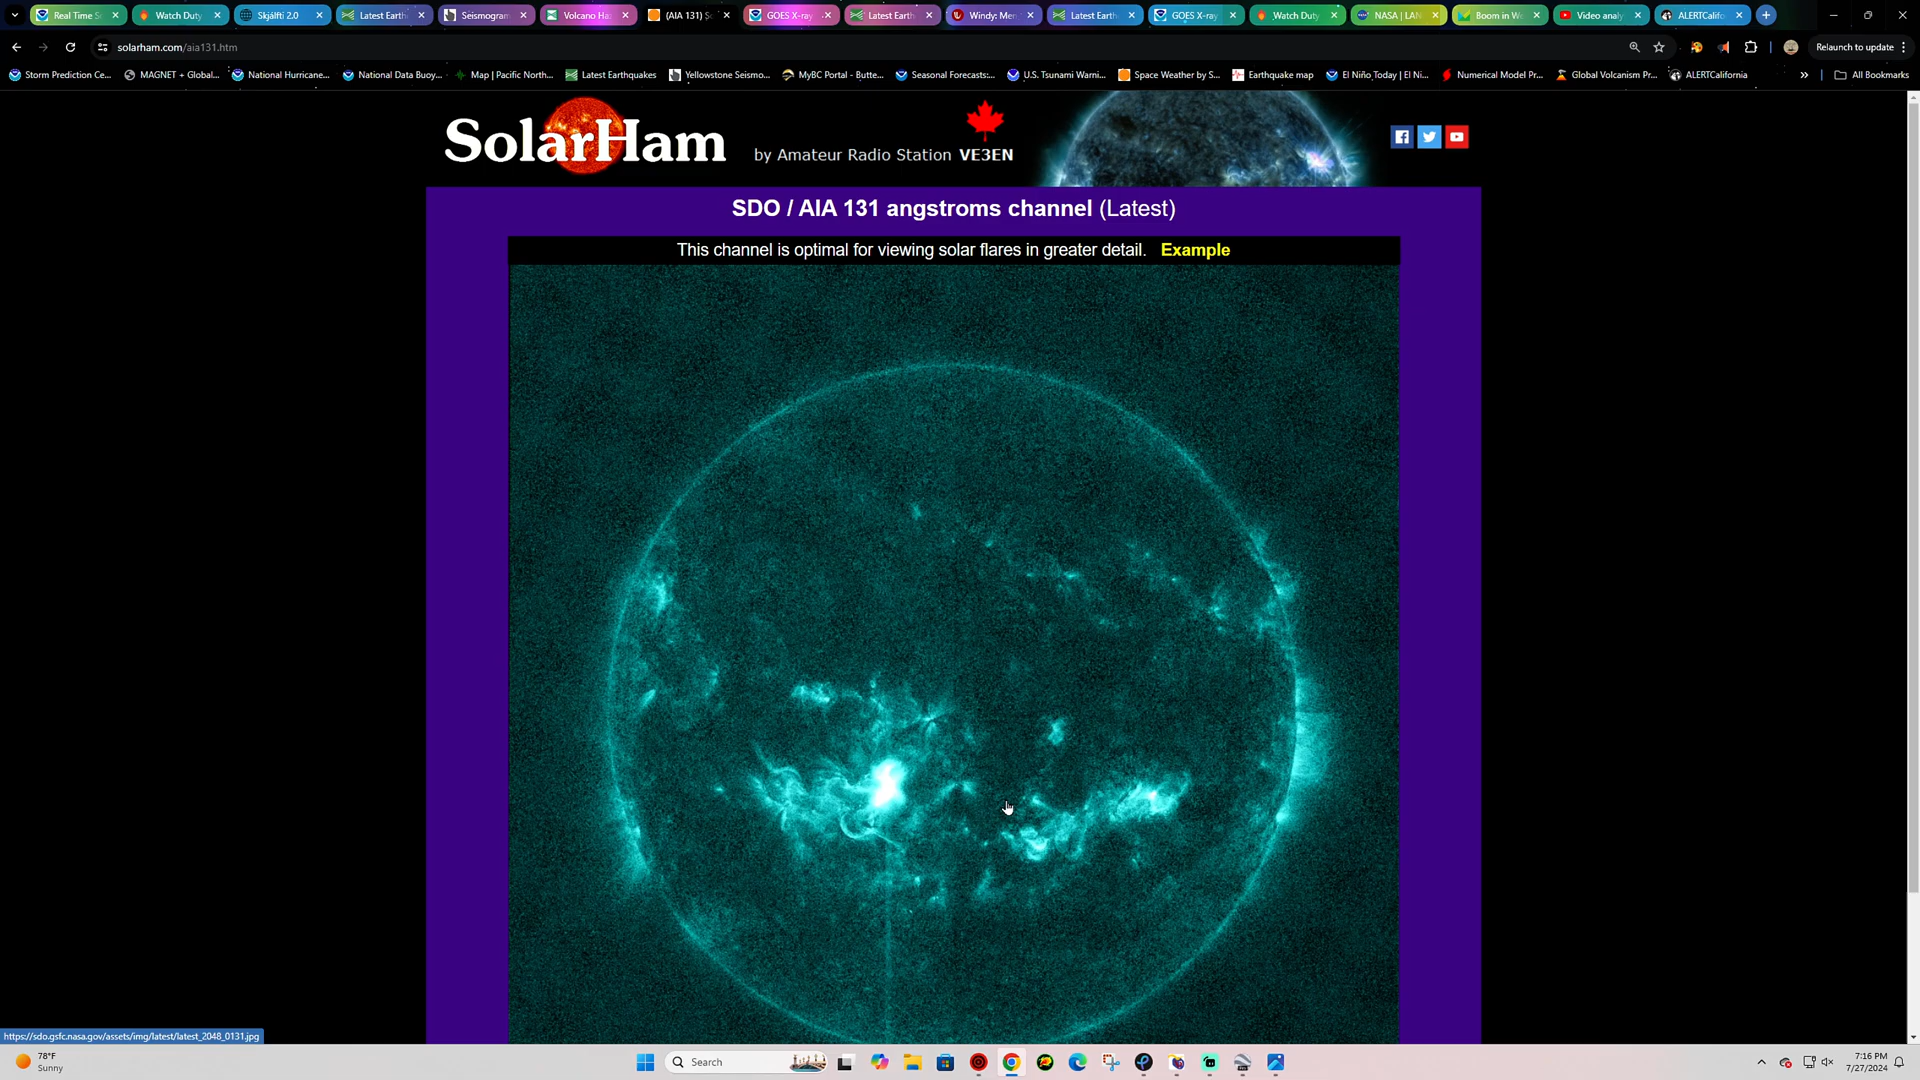 Real Time S
Watch Duty
Skjálfti 2.0
Latest Earth
Seismogram
Volcano Ha
(AIA 131) S
GOES X-ray
Latest Earth
Windy: Me
Latest Earth
GOES X-ray
Watch Duty
NASA | LAN
Boom in W
Video analy
ALERTCalifo
solarham.com/aia131.htm
Relaunch to update
Storm Prediction Ce...
MAGNET + Global...
National Hurricane...
National Data Buoy...
Map | Pacific North...
Latest Earthquakes
Yellowstone Seismo...
MyBC Portal - Butte...
Seasonal Forecasts:...
U.S. Tsunami Warni...
Space Weather by S...
Earthquake map
El Niño Today | El Ni...
Numerical Model Pr...
Global Volcanism Pr...
ALERTCalifornia
All Bookmarks
SolarHam
by Amateur Radio Station VE3EN
SDO / AIA 131 angstroms channel (Latest)
This channel is optimal for viewing solar flares in greater detail. Example
https://sdo.gsfc.nasa.gov/assets/img/latest/latest_2048_0131.jpg
78°F
Sunny
Search
7:16 PM
7/27/2024